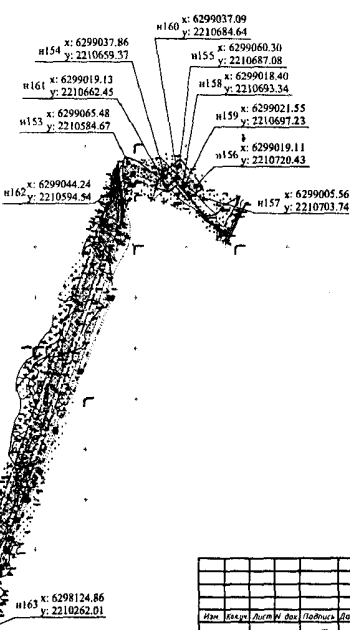 н160 x: 6299037.09
y: 2210684.64
н154 x: 6299037.86
y: 2210659.37
н155 x: 6299060.30
y: 2210687.08
н161 x: 6299019.13
y: 2210662.45
н158 x: 6299018.40
y: 2210693.34
н153 x: 6299065.48
y: 2210584.67
н159 x: 6299021.55
y: 2210697.23
н156 x: 6299019.11
y: 2210720.43
н162 x: 6299044.24
y: 2210594.54
н157 x: 6299005.56
y: 2210703.74
н163 x: 6298124.86
y: 2210262.01
Изм. Кол.уч Лист N док. Подпись